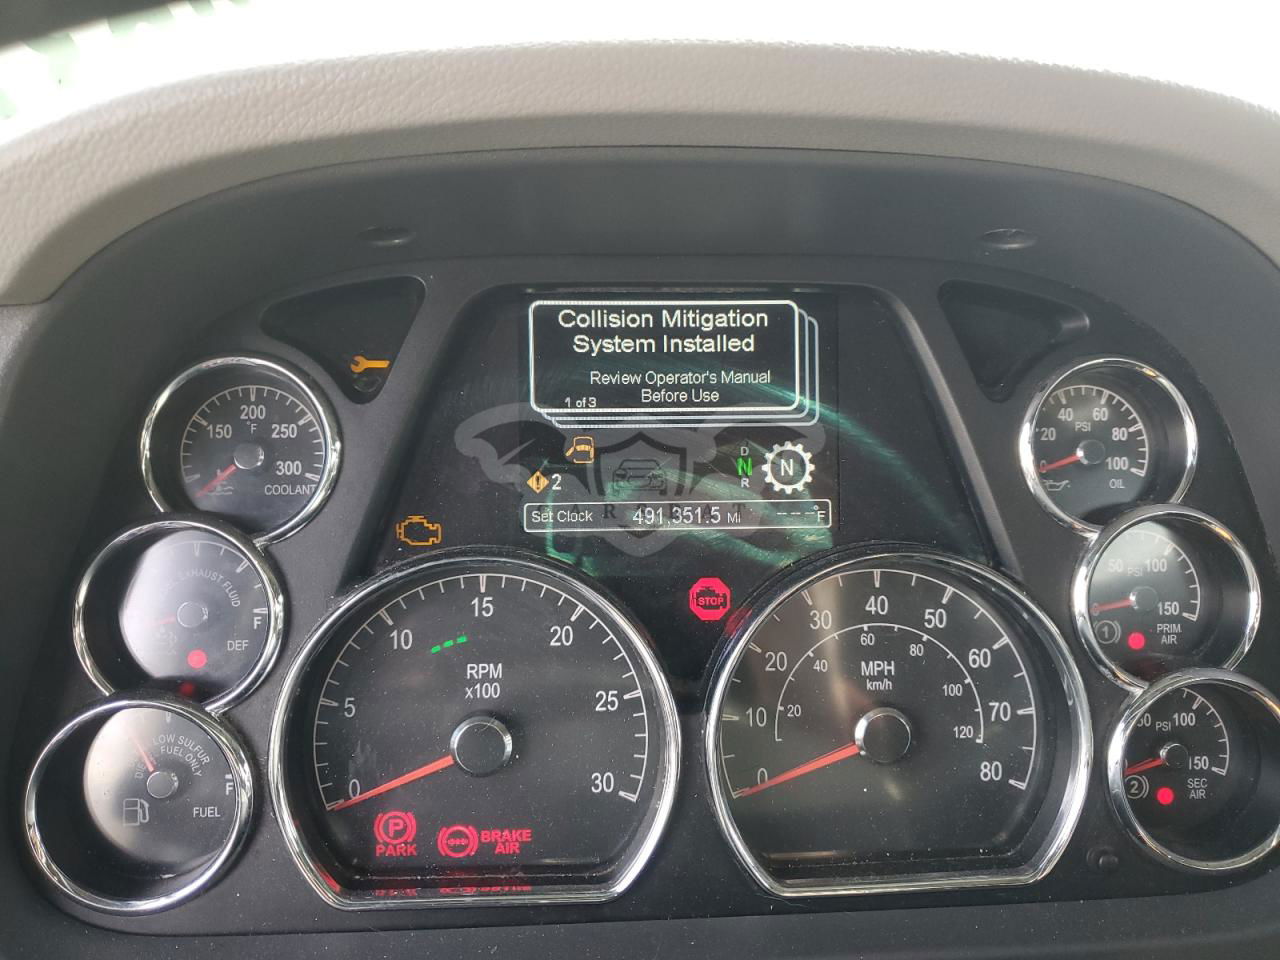 Collision Mitigation
System Installed
Review Operator's Manual
Before Use
1 of 3
2
D
N
R
N
Set Clock 491,351.5 Mi ---°F
150 200 250 300
°F
COOLANT
EXHAUST FLUID
F
DEF
LOW SULFUR
FUEL ONLY
F
FUEL
0 5 10 15 20 25 30
RPM
x100
P
PARK
BRAKE
AIR
STOP
0 10 20 30 40 50 60 70 80
20 40 60 80 100 120
MPH
km/h
0 20 40 60 80 100
PSI
OIL
0 50 100 150
PSI
1
PRIM
AIR
50 100 150
PSI
2
SEC
AIR